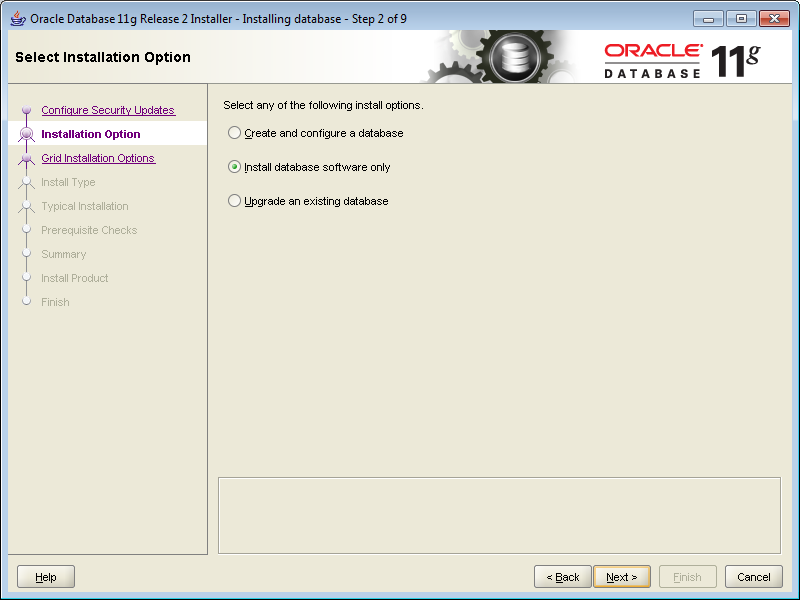 Oracle Database 11g Release 2 Installer - Installing database - Step 2 of 9
Select Installation Option
ORACLE®
DATABASE
11g
Configure Security Updates
Installation Option
Grid Installation Options
Install Type
Typical Installation
Prerequisite Checks
Summary
Install Product
Finish
Select any of the following install options.
Create and configure a database
Install database software only
Upgrade an existing database
Help
< Back
Next >
Finish
Cancel